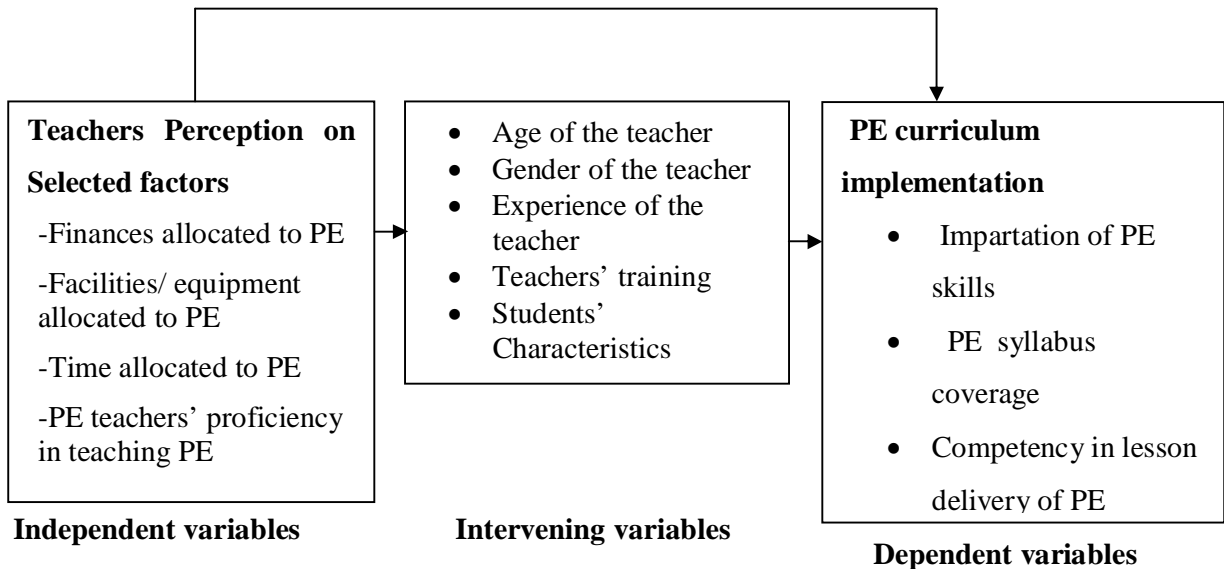 Teachers Perception on
Selected factors
-Finances allocated to PE
-Facilities/ equipment
allocated to PE
-Time allocated to PE
-PE teachers’ proficiency
in teaching PE
Independent variables
• Age of the teacher
• Gender of the teacher
• Experience of the
teacher
• Teachers’ training
• Students’
Characteristics
Intervening variables
PE curriculum
implementation
• Impartation of PE
skills
• PE syllabus
coverage
• Competency in lesson
delivery of PE
Dependent variables